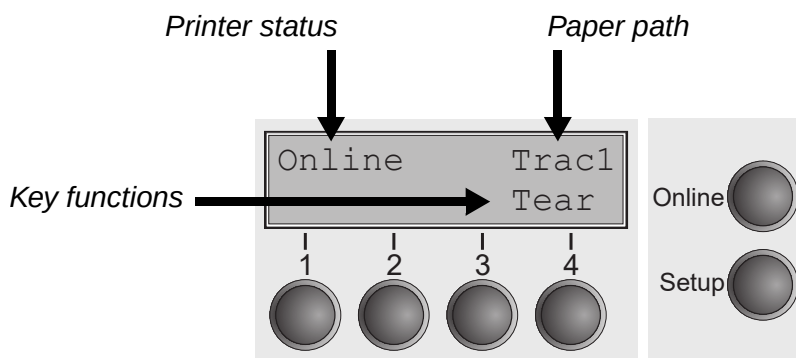 Printer status Paper path
Online Trac1
Key functions Tear
Online
1 2 3 4
Setup